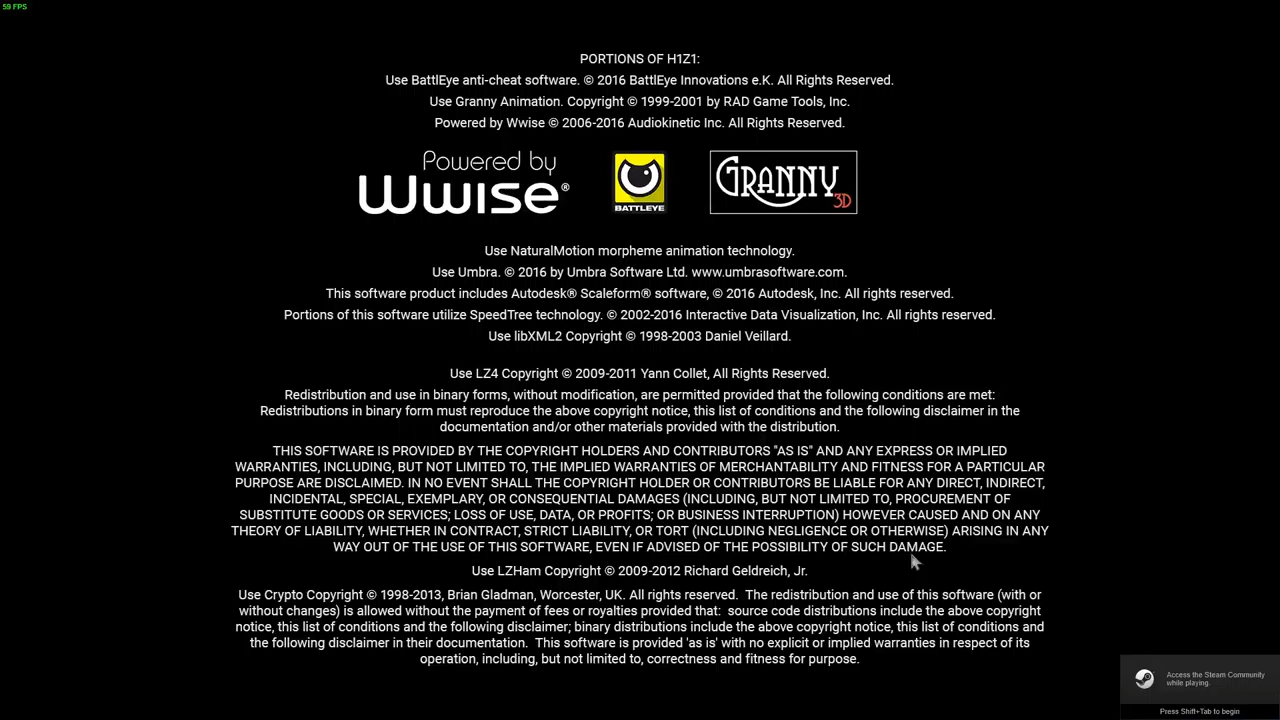 59 FPS
PORTIONS OF H1Z1:
Use BattlEye anti-cheat software. © 2016 BattlEye Innovations e.K. All Rights Reserved.
Use Granny Animation. Copyright © 1999-2001 by RAD Game Tools, Inc.
Powered by Wwise © 2006-2016 Audiokinetic Inc. All Rights Reserved.
Powered by
Wwise®
BATTLEYE
GRANNY
3D
Use NaturalMotion morpheme animation technology.
Use Umbra. © 2016 by Umbra Software Ltd. www.umbrasoftware.com.
This software product includes Autodesk® Scaleform® software, © 2016 Autodesk, Inc. All rights reserved.
Portions of this software utilize SpeedTree technology. © 2002-2016 Interactive Data Visualization, Inc. All rights reserved.
Use libXML2 Copyright © 1998-2003 Daniel Veillard.
Use LZ4 Copyright © 2009-2011 Yann Collet, All Rights Reserved.
Redistribution and use in binary forms, without modification, are permitted provided that the following conditions are met:
Redistributions in binary form must reproduce the above copyright notice, this list of conditions and the following disclaimer in the
documentation and/or other materials provided with the distribution.
THIS SOFTWARE IS PROVIDED BY THE COPYRIGHT HOLDERS AND CONTRIBUTORS "AS IS" AND ANY EXPRESS OR IMPLIED
WARRANTIES, INCLUDING, BUT NOT LIMITED TO, THE IMPLIED WARRANTIES OF MERCHANTABILITY AND FITNESS FOR A PARTICULAR
PURPOSE ARE DISCLAIMED. IN NO EVENT SHALL THE COPYRIGHT HOLDER OR CONTRIBUTORS BE LIABLE FOR ANY DIRECT, INDIRECT,
INCIDENTAL, SPECIAL, EXEMPLARY, OR CONSEQUENTIAL DAMAGES (INCLUDING, BUT NOT LIMITED TO, PROCUREMENT OF
SUBSTITUTE GOODS OR SERVICES; LOSS OF USE, DATA, OR PROFITS; OR BUSINESS INTERRUPTION) HOWEVER CAUSED AND ON ANY
THEORY OF LIABILITY, WHETHER IN CONTRACT, STRICT LIABILITY, OR TORT (INCLUDING NEGLIGENCE OR OTHERWISE) ARISING IN ANY
WAY OUT OF THE USE OF THIS SOFTWARE, EVEN IF ADVISED OF THE POSSIBILITY OF SUCH DAMAGE.
Use LZHam Copyright © 2009-2012 Richard Geldreich, Jr.
Use Crypto Copyright © 1998-2013, Brian Gladman, Worcester, UK. All rights reserved.  The redistribution and use of this software (with or
without changes) is allowed without the payment of fees or royalties provided that:  source code distributions include the above copyright
notice, this list of conditions and the following disclaimer; binary distributions include the above copyright notice, this list of conditions and
the following disclaimer in their documentation.  This software is provided 'as is' with no explicit or implied warranties in respect of its
operation, including, but not limited to, correctness and fitness for purpose.
Access the Steam Community
while playing.
Press Shift+Tab to begin